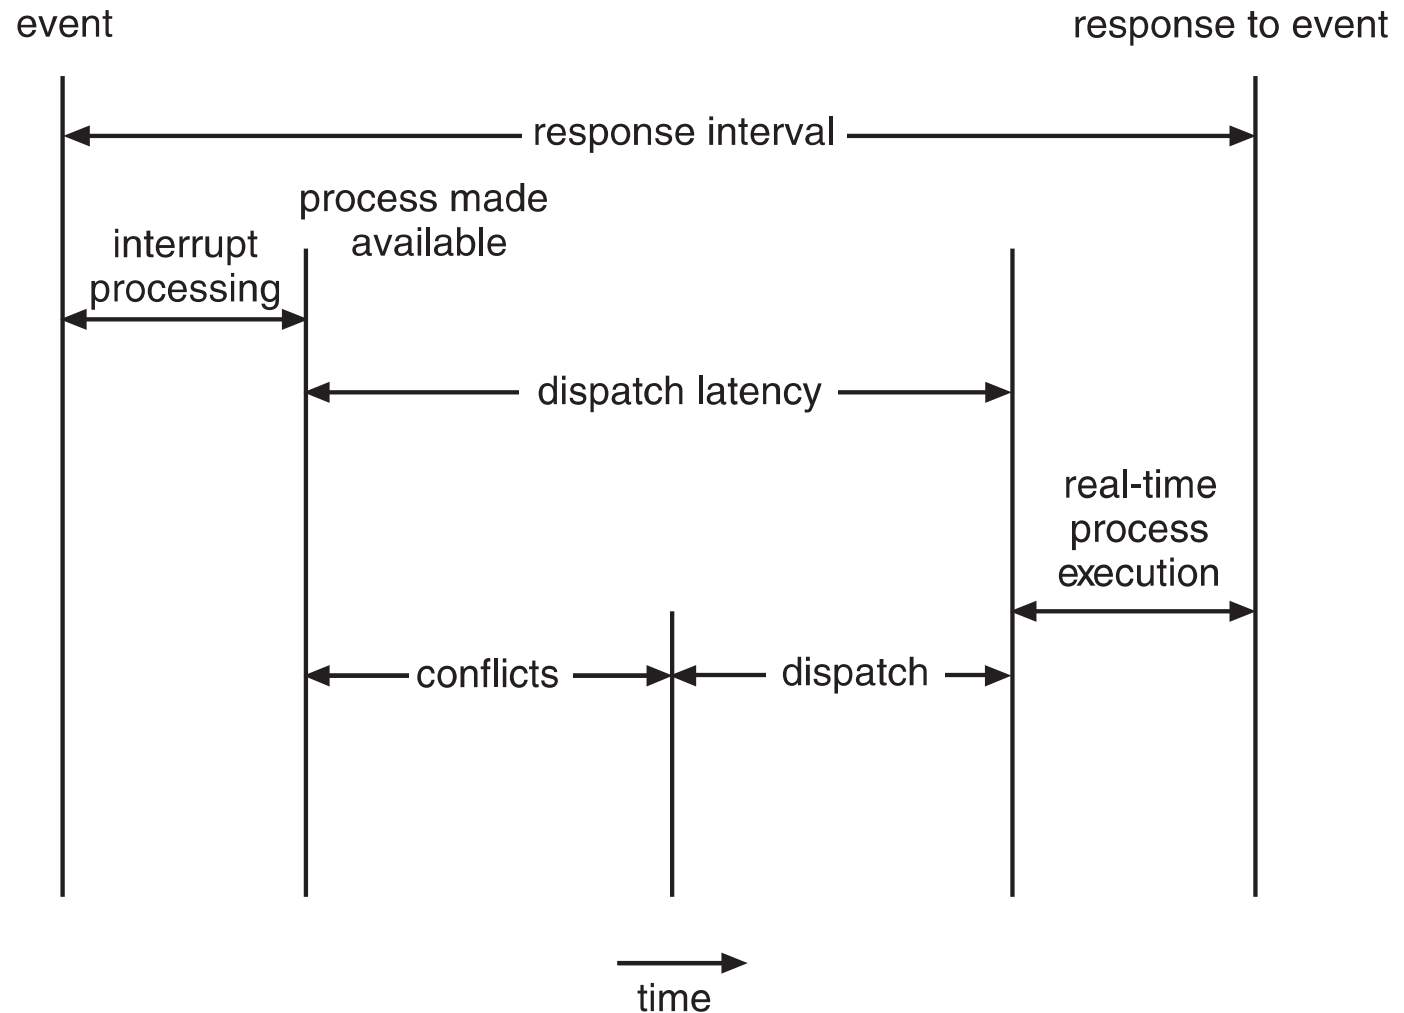 event
response to event
response interval
process made
available
interrupt
processing
dispatch latency
real-time
process
execution
conflicts
dispatch
time